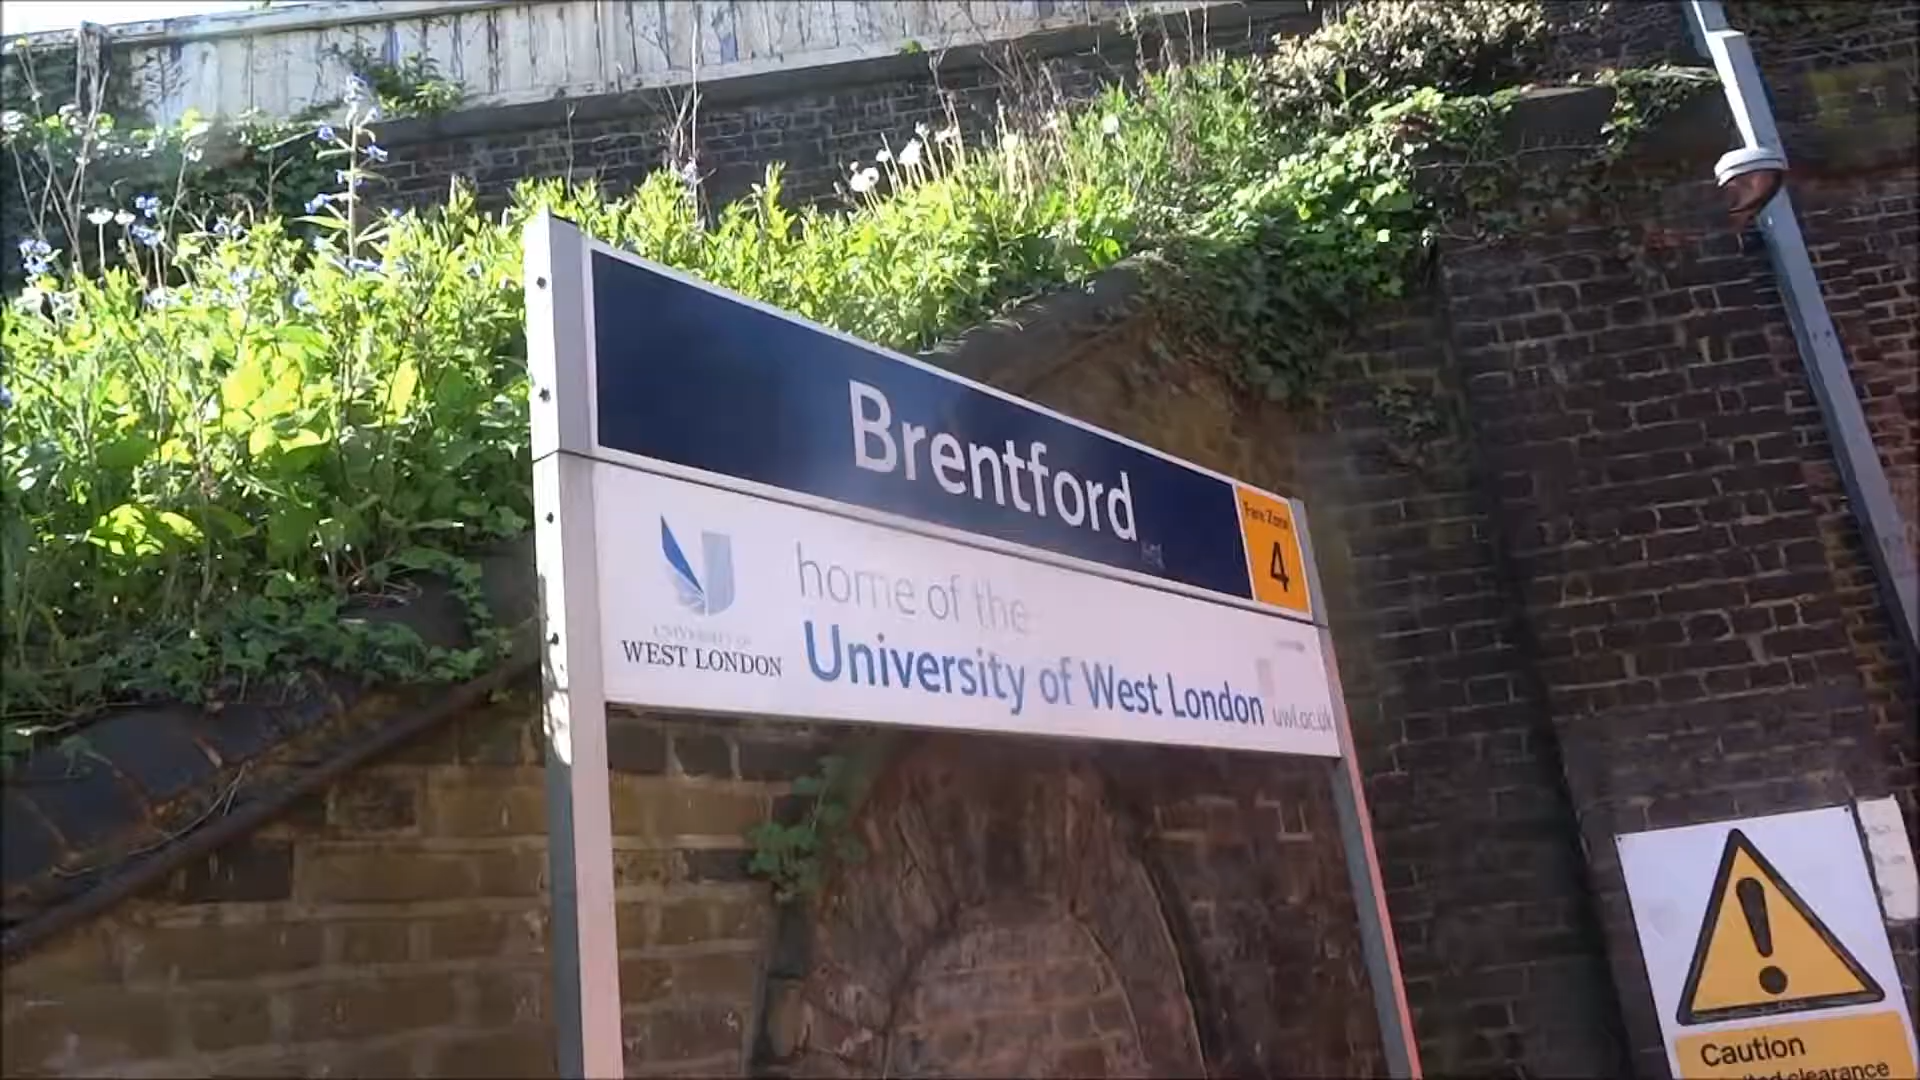 Brentford
Fare Zone
4
home of the
UNIVERSITY OF
WEST LONDON
University of West London
uwl.ac.uk
Caution
clearance